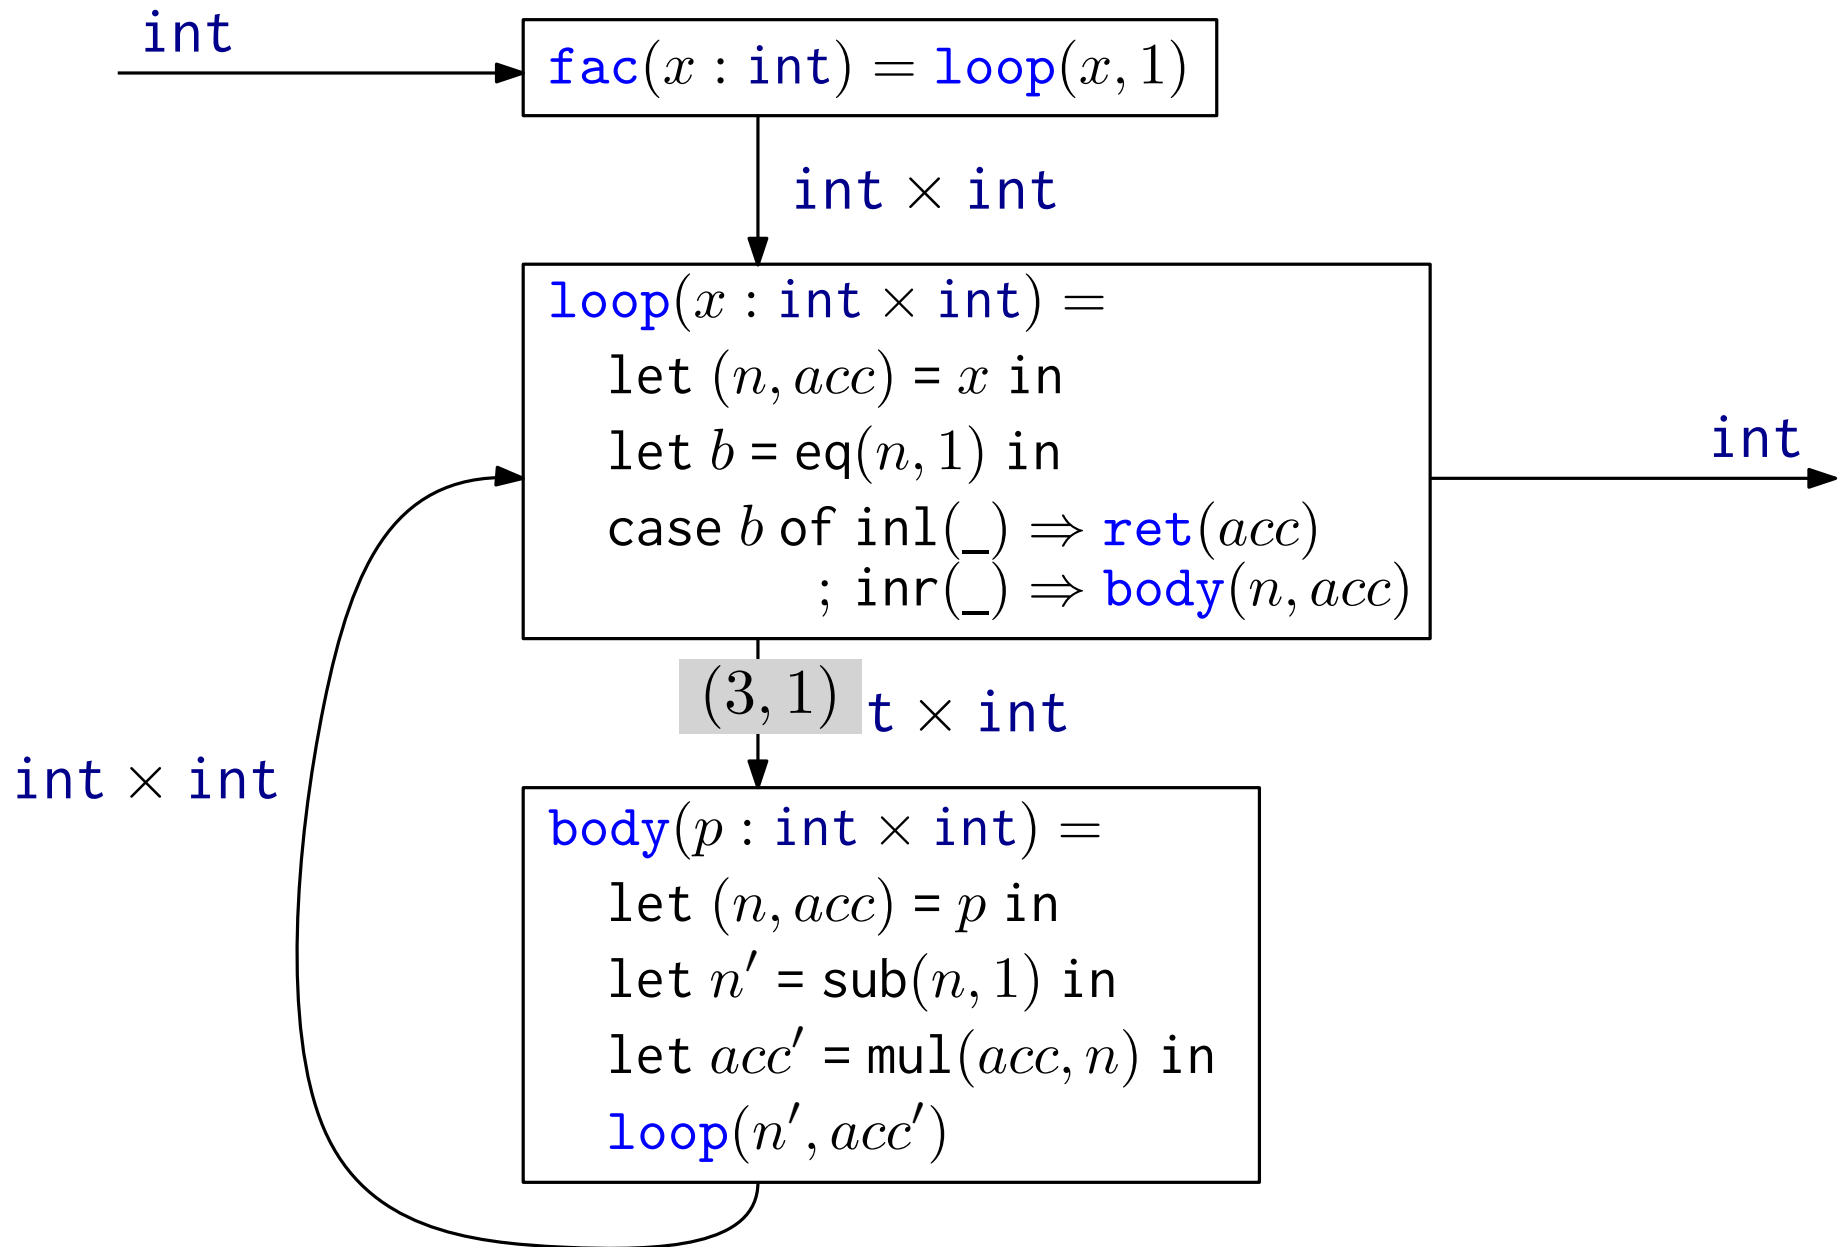 int
fac(x : int) = loop(x, 1)
int × int
loop(x : int × int) =
let (n, acc) = x in
let b = eq(n, 1) in
case b of inl(_) ⇒ ret(acc)
; inr(_) ⇒ body(n, acc)
int
(3, 1) t × int
int × int
body(p : int × int) =
let (n, acc) = p in
let n′ = sub(n, 1) in
let acc′ = mul(acc, n) in
loop(n′, acc′)